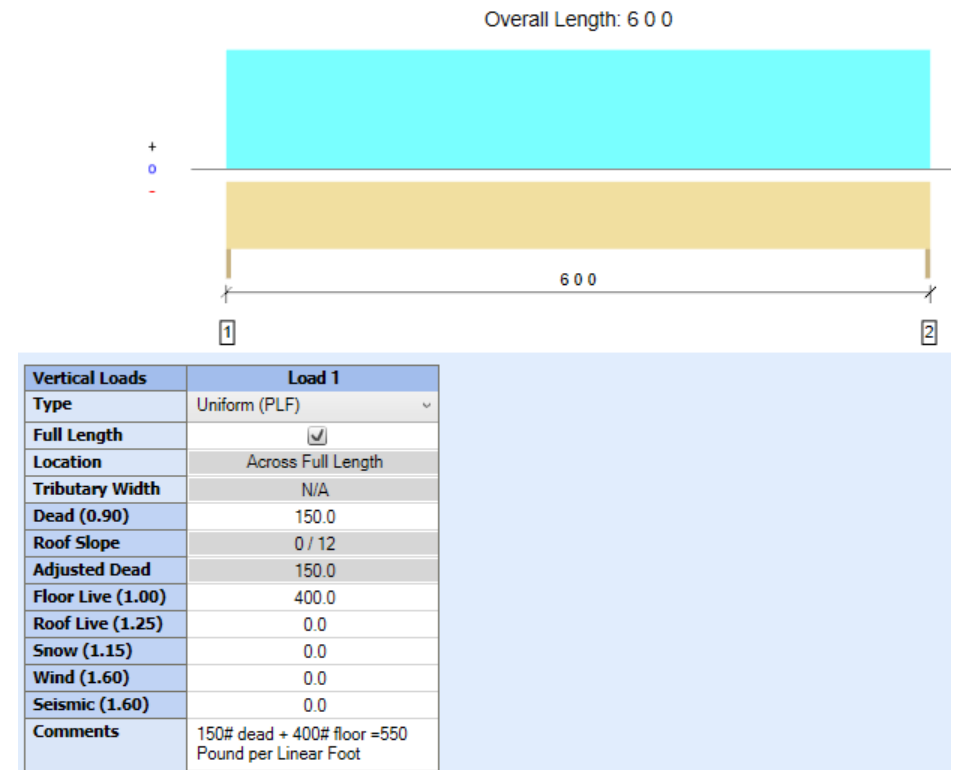 Overall Length: 6 0 0
+
0
-
6 0 0
1 2
Vertical Loads Load 1
Type Uniform (PLF)
Full Length
Location Across Full Length
Tributary Width N/A
Dead (0.90) 150.0
Roof Slope 0 / 12
Adjusted Dead 150.0
Floor Live (1.00) 400.0
Roof Live (1.25) 0.0
Snow (1.15) 0.0
Wind (1.60) 0.0
Seismic (1.60) 0.0
Comments 150# dead + 400# floor =550
Pound per Linear Foot